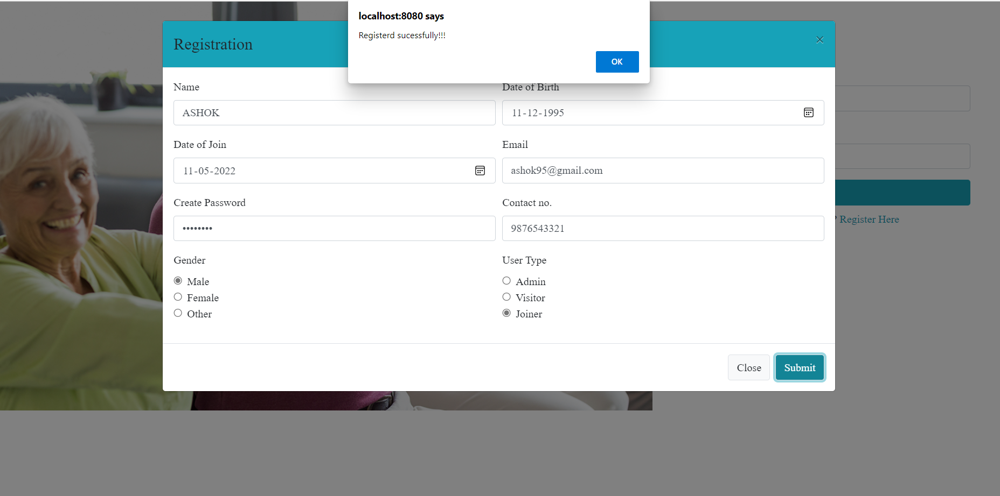 localhost:8080 says
Registerd sucessfully!!!
OK
Registration
×
Name
Date of Birth
ASHOK
11-12-1995
Date of Join
Email
11-05-2022
ashok95@gmail.com
Create Password
Contact no.
••••••••
9876543321
? Register Here
Gender
User Type
Male
Admin
Female
Visitor
Other
Joiner
Close
Submit